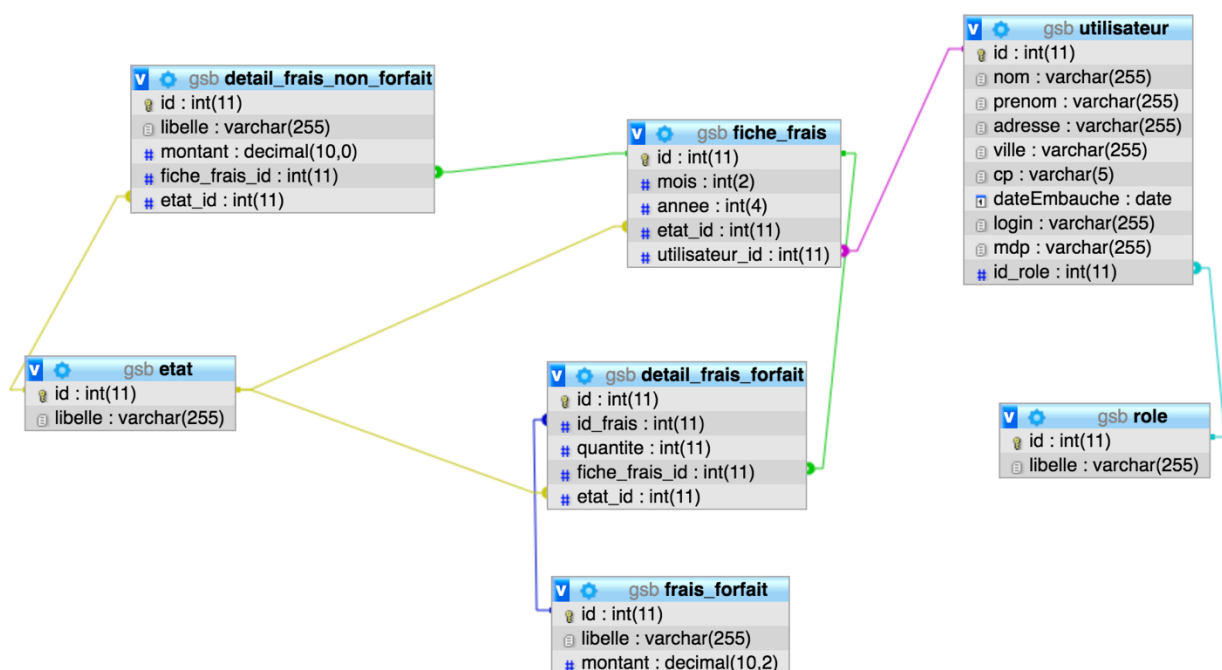 gsb utilisateur
id : int(11)
nom : varchar(255)
prenom : varchar(255)
adresse : varchar(255)
ville : varchar(255)
cp : varchar(5)
dateEmbauche : date
login : varchar(255)
mdp : varchar(255)
id_role : int(11)
gsb detail_frais_non_forfait
id : int(11)
libelle : varchar(255)
montant : decimal(10,0)
fiche_frais_id : int(11)
etat_id : int(11)
gsb fiche_frais
id : int(11)
mois : int(2)
annee : int(4)
etat_id : int(11)
utilisateur_id : int(11)
gsb etat
id : int(11)
libelle : varchar(255)
gsb detail_frais_forfait
id : int(11)
id_frais : int(11)
quantite : int(11)
fiche_frais_id : int(11)
etat_id : int(11)
gsb role
id : int(11)
libelle : varchar(255)
gsb frais_forfait
id : int(11)
libelle : varchar(255)
montant : decimal(10,2)